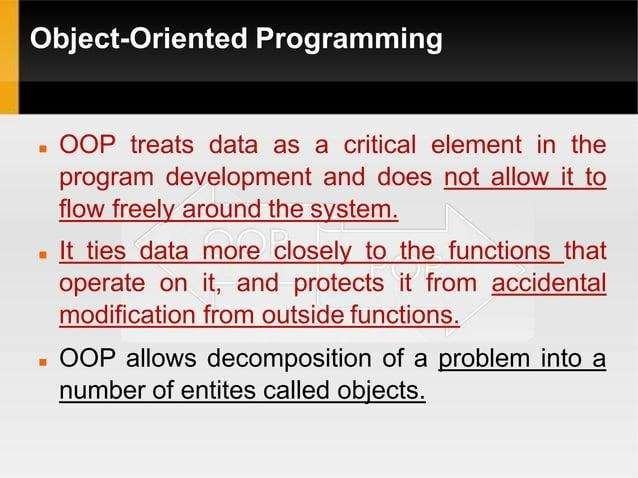 Object-Oriented Programming
OOP treats data as a critical element in the
program development and does not allow it to
flow freely around the system.
It ties data more closely to the functions that
operate on it, and protects it from accidental
modification from outside functions.
OOP allows decomposition of a problem into a
number of entites called objects.
OOP
POP